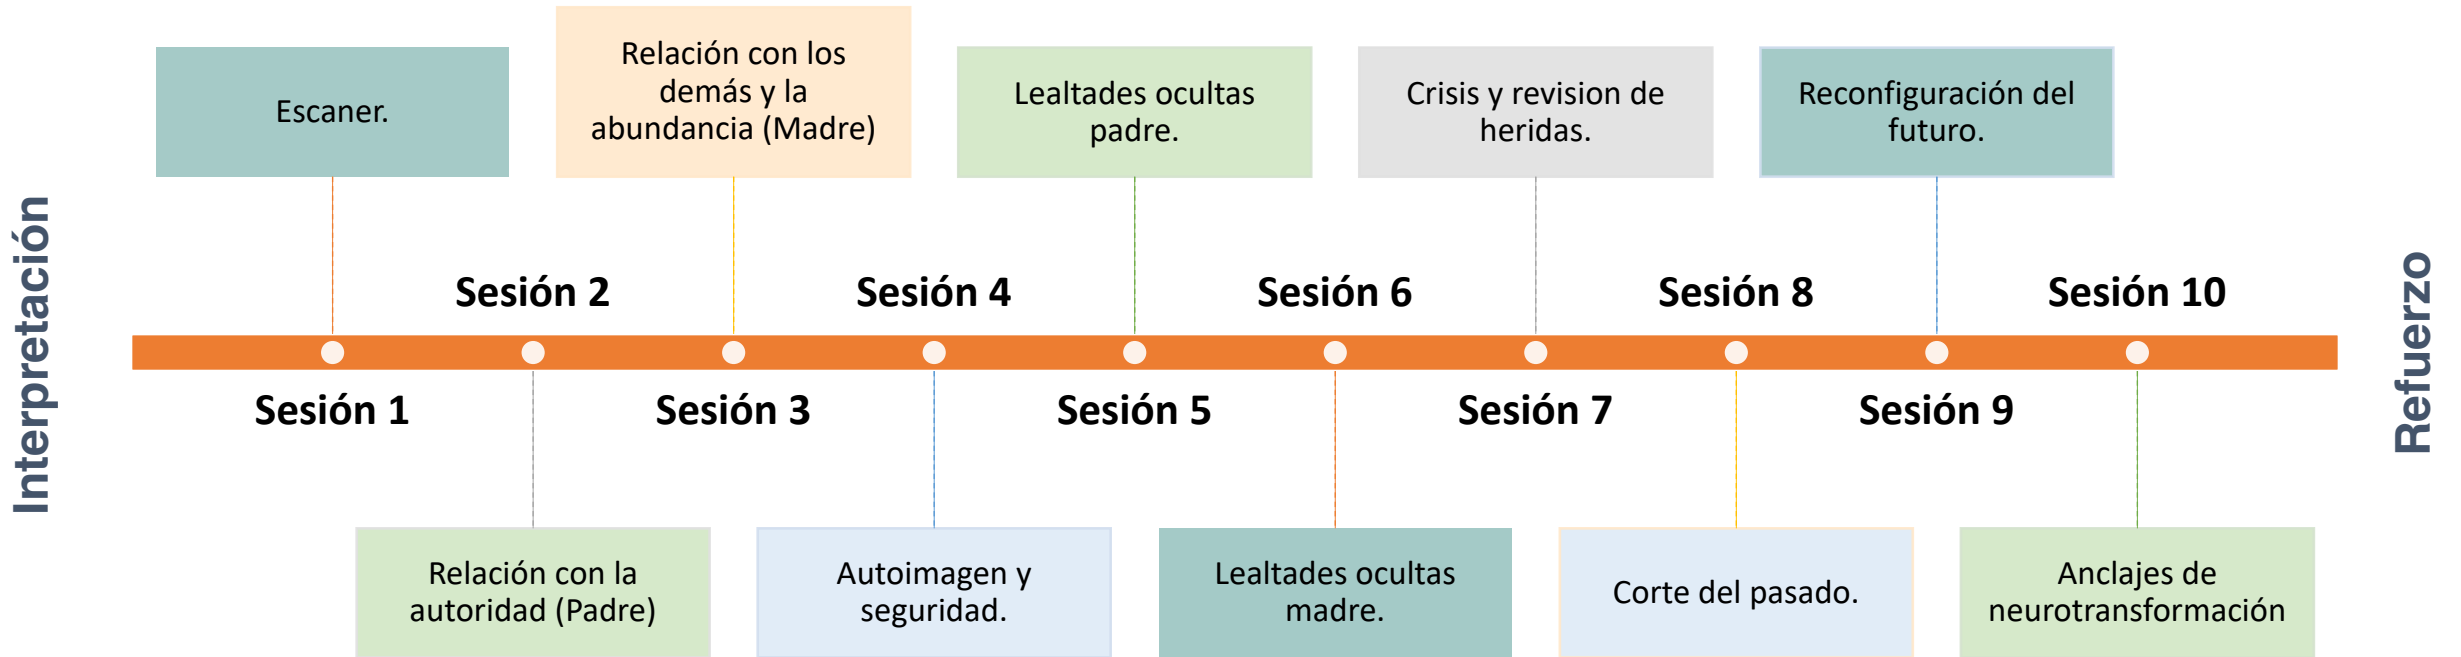 Interpretación
Escaner.
Relación con los
demás y la
abundancia (Madre)
Lealtades ocultas
padre.
Crisis y revision de
heridas.
Reconfiguración del
futuro.
Sesión 2
Sesión 4
Sesión 6
Sesión 8
Sesión 10
Sesión 1
Sesión 3
Sesión 5
Sesión 7
Sesión 9
Relación con la
autoridad (Padre)
Autoimagen y
seguridad.
Lealtades ocultas
madre.
Corte del pasado.
Anclajes de
neurotransformación
Refuerzo